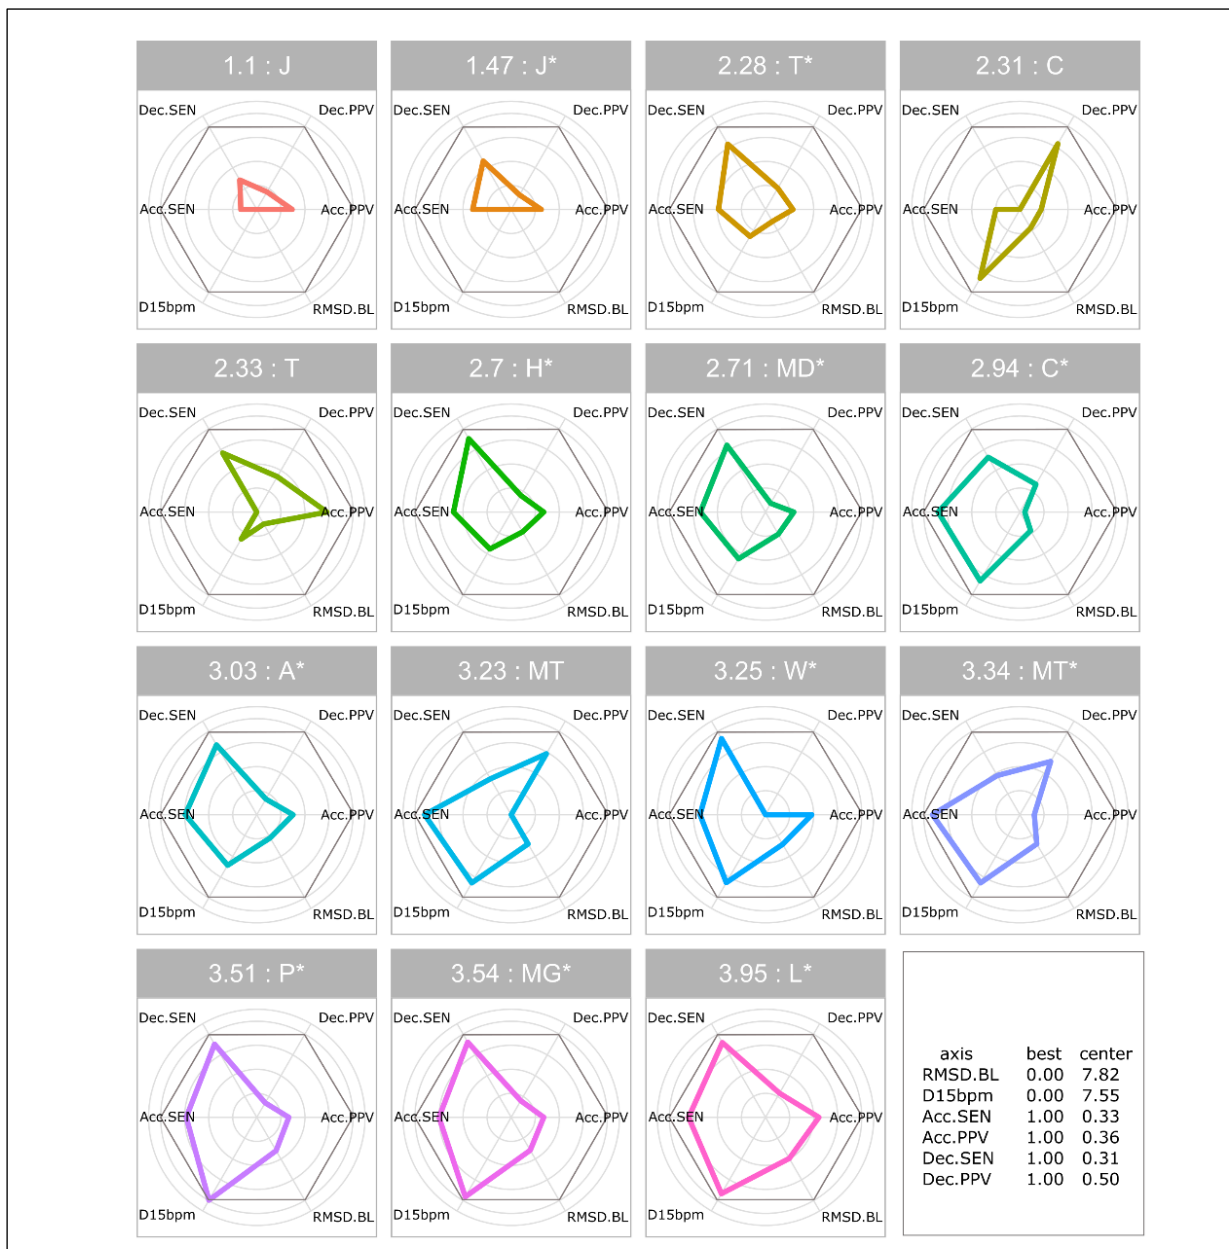 1.1 : J
1.47 : J*
2.28 : T*
2.31 : C
Dec.SEN Dec.PPV
Acc.SEN Acc.PPV
D15bpm RMSD.BL
Dec.SEN Dec.PPV
Acc.SEN Acc.PPV
D15bpm RMSD.BL
Dec.SEN Dec.PPV
Acc.SEN Acc.PPV
D15bpm RMSD.BL
Dec.SEN Dec.PPV
Acc.SEN Acc.PPV
D15bpm RMSD.BL
2.33 : T
2.7 : H*
2.71 : MD*
2.94 : C*
Dec.SEN Dec.PPV
Acc.SEN Acc.PPV
D15bpm RMSD.BL
Dec.SEN Dec.PPV
Acc.SEN Acc.PPV
D15bpm RMSD.BL
Dec.SEN Dec.PPV
Acc.SEN Acc.PPV
D15bpm RMSD.BL
Dec.SEN Dec.PPV
Acc.SEN Acc.PPV
D15bpm RMSD.BL
3.03 : A*
3.23 : MT
3.25 : W*
3.34 : MT*
Dec.SEN Dec.PPV
Acc.SEN Acc.PPV
D15bpm RMSD.BL
Dec.SEN Dec.PPV
Acc.SEN Acc.PPV
D15bpm RMSD.BL
Dec.SEN Dec.PPV
Acc.SEN Acc.PPV
D15bpm RMSD.BL
Dec.SEN Dec.PPV
Acc.SEN Acc.PPV
D15bpm RMSD.BL
3.51 : P*
3.54 : MG*
3.95 : L*
Dec.SEN Dec.PPV
Acc.SEN Acc.PPV
D15bpm RMSD.BL
Dec.SEN Dec.PPV
Acc.SEN Acc.PPV
D15bpm RMSD.BL
Dec.SEN Dec.PPV
Acc.SEN Acc.PPV
D15bpm RMSD.BL
axis best center
RMSD.BL 0.00 7.82
D15bpm 0.00 7.55
Acc.SEN 1.00 0.33
Acc.PPV 1.00 0.36
Dec.SEN 1.00 0.31
Dec.PPV 1.00 0.50